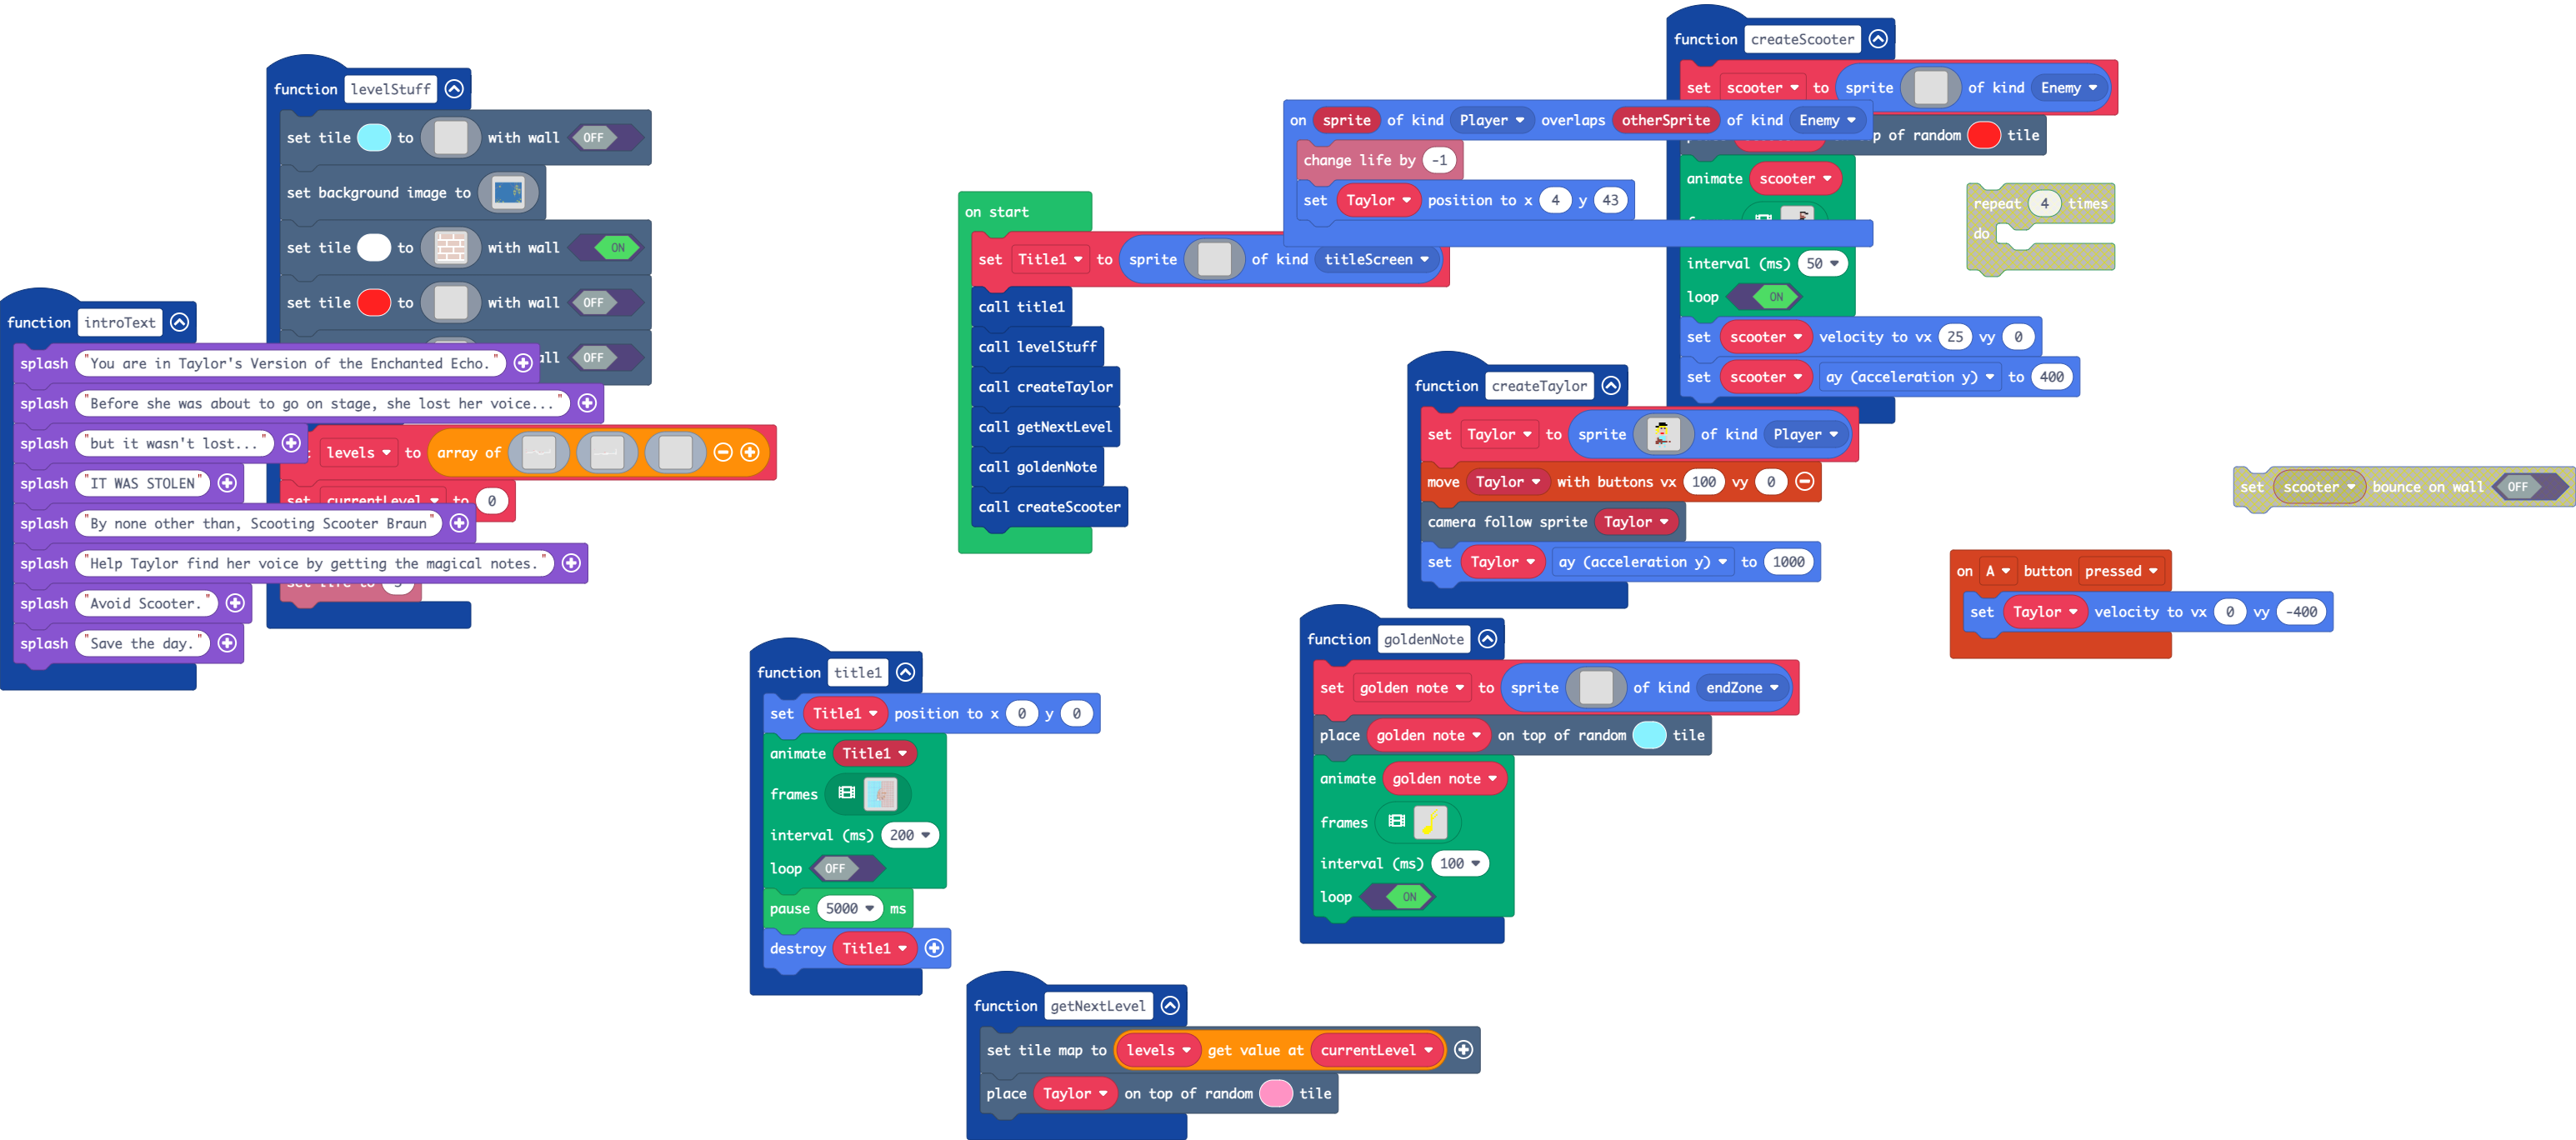 function levelStuff
set tile to with wall OFF
set background image to
set tile to with wall ON
set tile to with wall OFF
all OFF
levels to array of
set currentLevel to 0
set life to
function introText
splash "You are in Taylor's Version of the Enchanted Echo."
splash "Before she was about to go on stage, she lost her voice..."
splash "but it wasn't lost..."
splash "IT WAS STOLEN"
splash "By none other than, Scooting Scooter Braun"
splash "Help Taylor find her voice by getting the magical notes."
splash "Avoid Scooter."
splash "Save the day."
on start
set Title1 to sprite of kind titleScreen
call title1
call levelStuff
call createTaylor
call getNextLevel
call goldenNote
call createScooter
function title1
set Title1 position to x 0 y 0
animate Title1
frames
interval (ms) 200
loop OFF
pause 5000 ms
destroy Title1
function getNextLevel
set tile map to levels get value at currentLevel
place Taylor on top of random tile
on sprite of kind Player overlaps otherSprite of kind Enemy
change life by -1
set Taylor position to x 4 y 43
function createScooter
set scooter to sprite of kind Enemy
p of random tile
animate scooter
interval (ms) 50
loop ON
set scooter velocity to vx 25 vy 0
set scooter ay (acceleration y) to 400
function createTaylor
set Taylor to sprite of kind Player
move Taylor with buttons vx 100 vy 0
camera follow sprite Taylor
set Taylor ay (acceleration y) to 1000
function goldenNote
set golden note to sprite of kind endZone
place golden note on top of random tile
animate golden note
frames
interval (ms) 100
loop ON
repeat 4 times
do
set scooter bounce on wall OFF
on A button pressed
set Taylor velocity to vx 0 vy -400